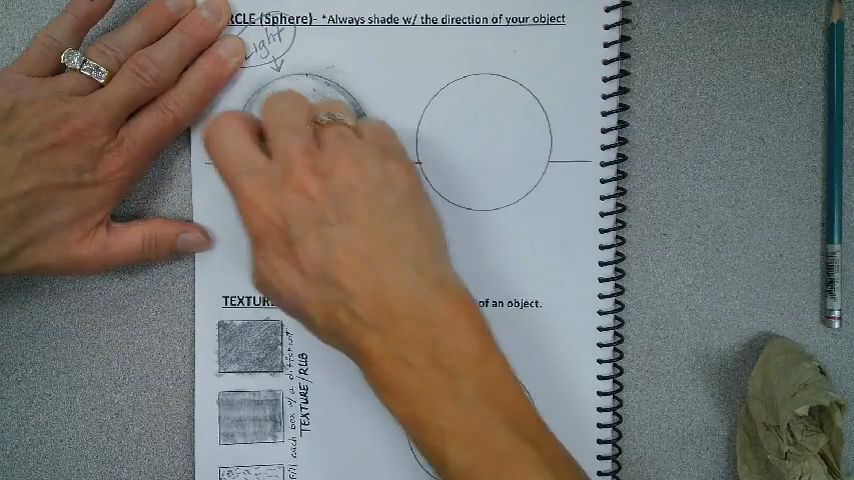 RCLE (Sphere)- *Always shade w/ the direction of your object
Light
TEXTURE
of an object.
Fill each box w/ a different
TEXTURE/RUB